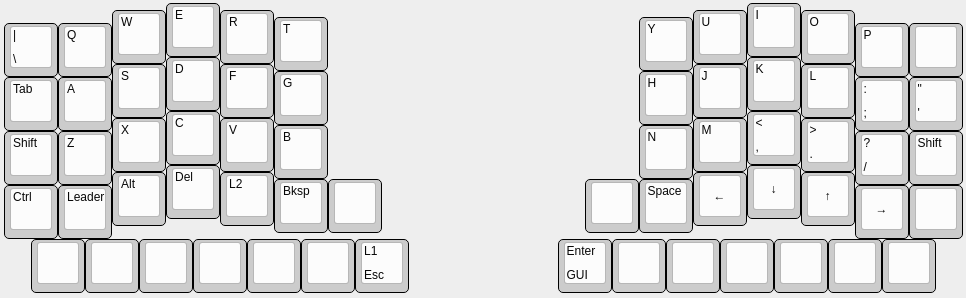 | Q W E R T Y U I O P
\
Tab A S D F G H J K L : "
; '
Shift Z X C V B N M < > ? Shift
, . /
Ctrl Leader Alt Del L2 Bksp Space ← ↓ ↑ →
L1 Enter
Esc GUI